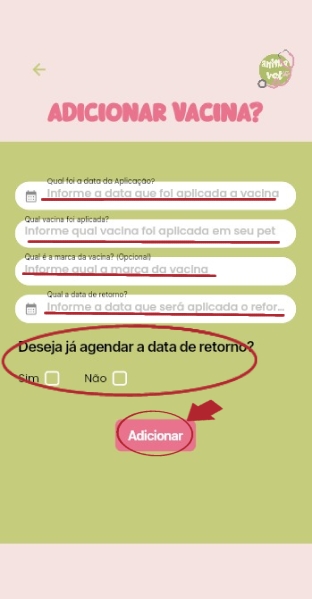 anima
vet
ADICIONAR VACINA?
Qual foi a data da Aplicação?
Informe a data que foi aplicada a vacina
Qual vacina foi aplicada?
Informe qual vacina foi aplicada em seu pet
Qual é a marca da vacina? (Opcional)
Informe qual a marca da vacina
Qual a data de retorno?
Informe a data que será aplicada o refor...
Deseja já agendar a data de retorno?
Sim Não
Adicionar